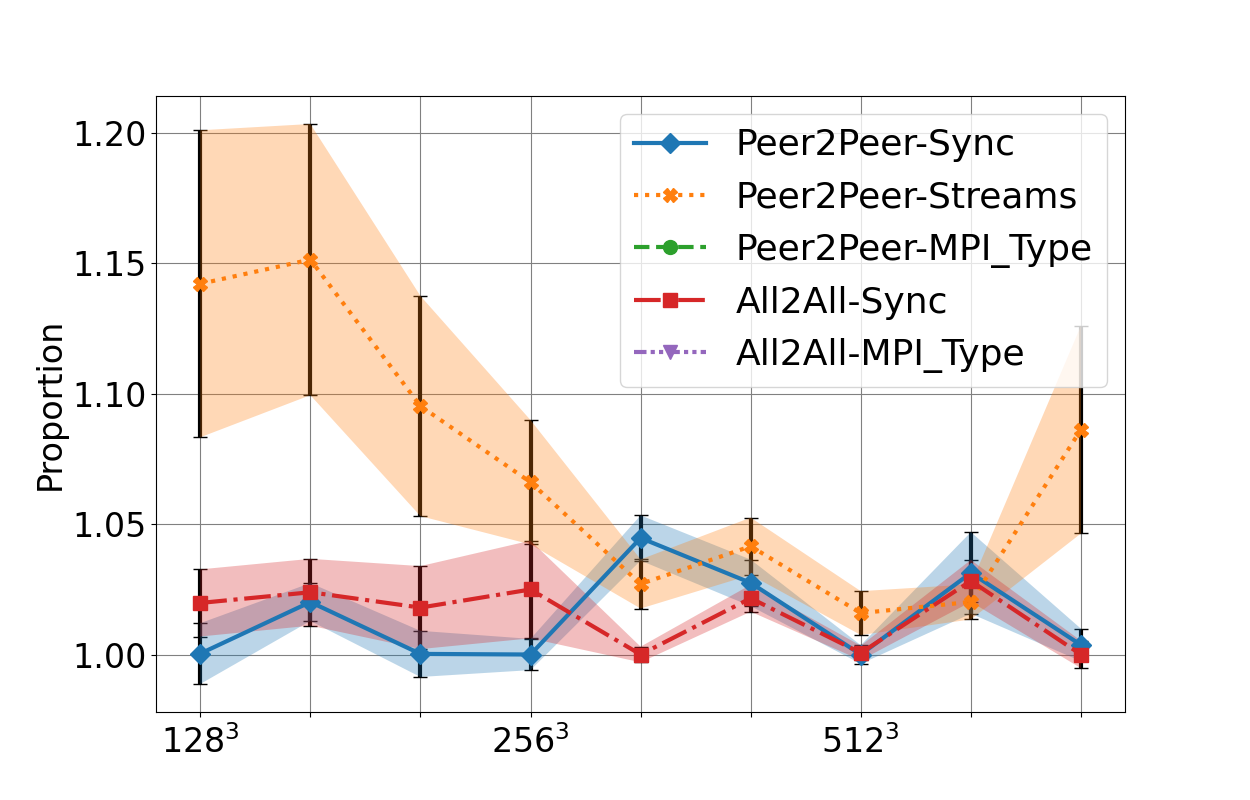 1.20
1.15
1.10
1.05
1.00
Proportion
128³
256³
512³
Peer2Peer-Sync
Peer2Peer-Streams
Peer2Peer-MPI_Type
All2All-Sync
All2All-MPI_Type